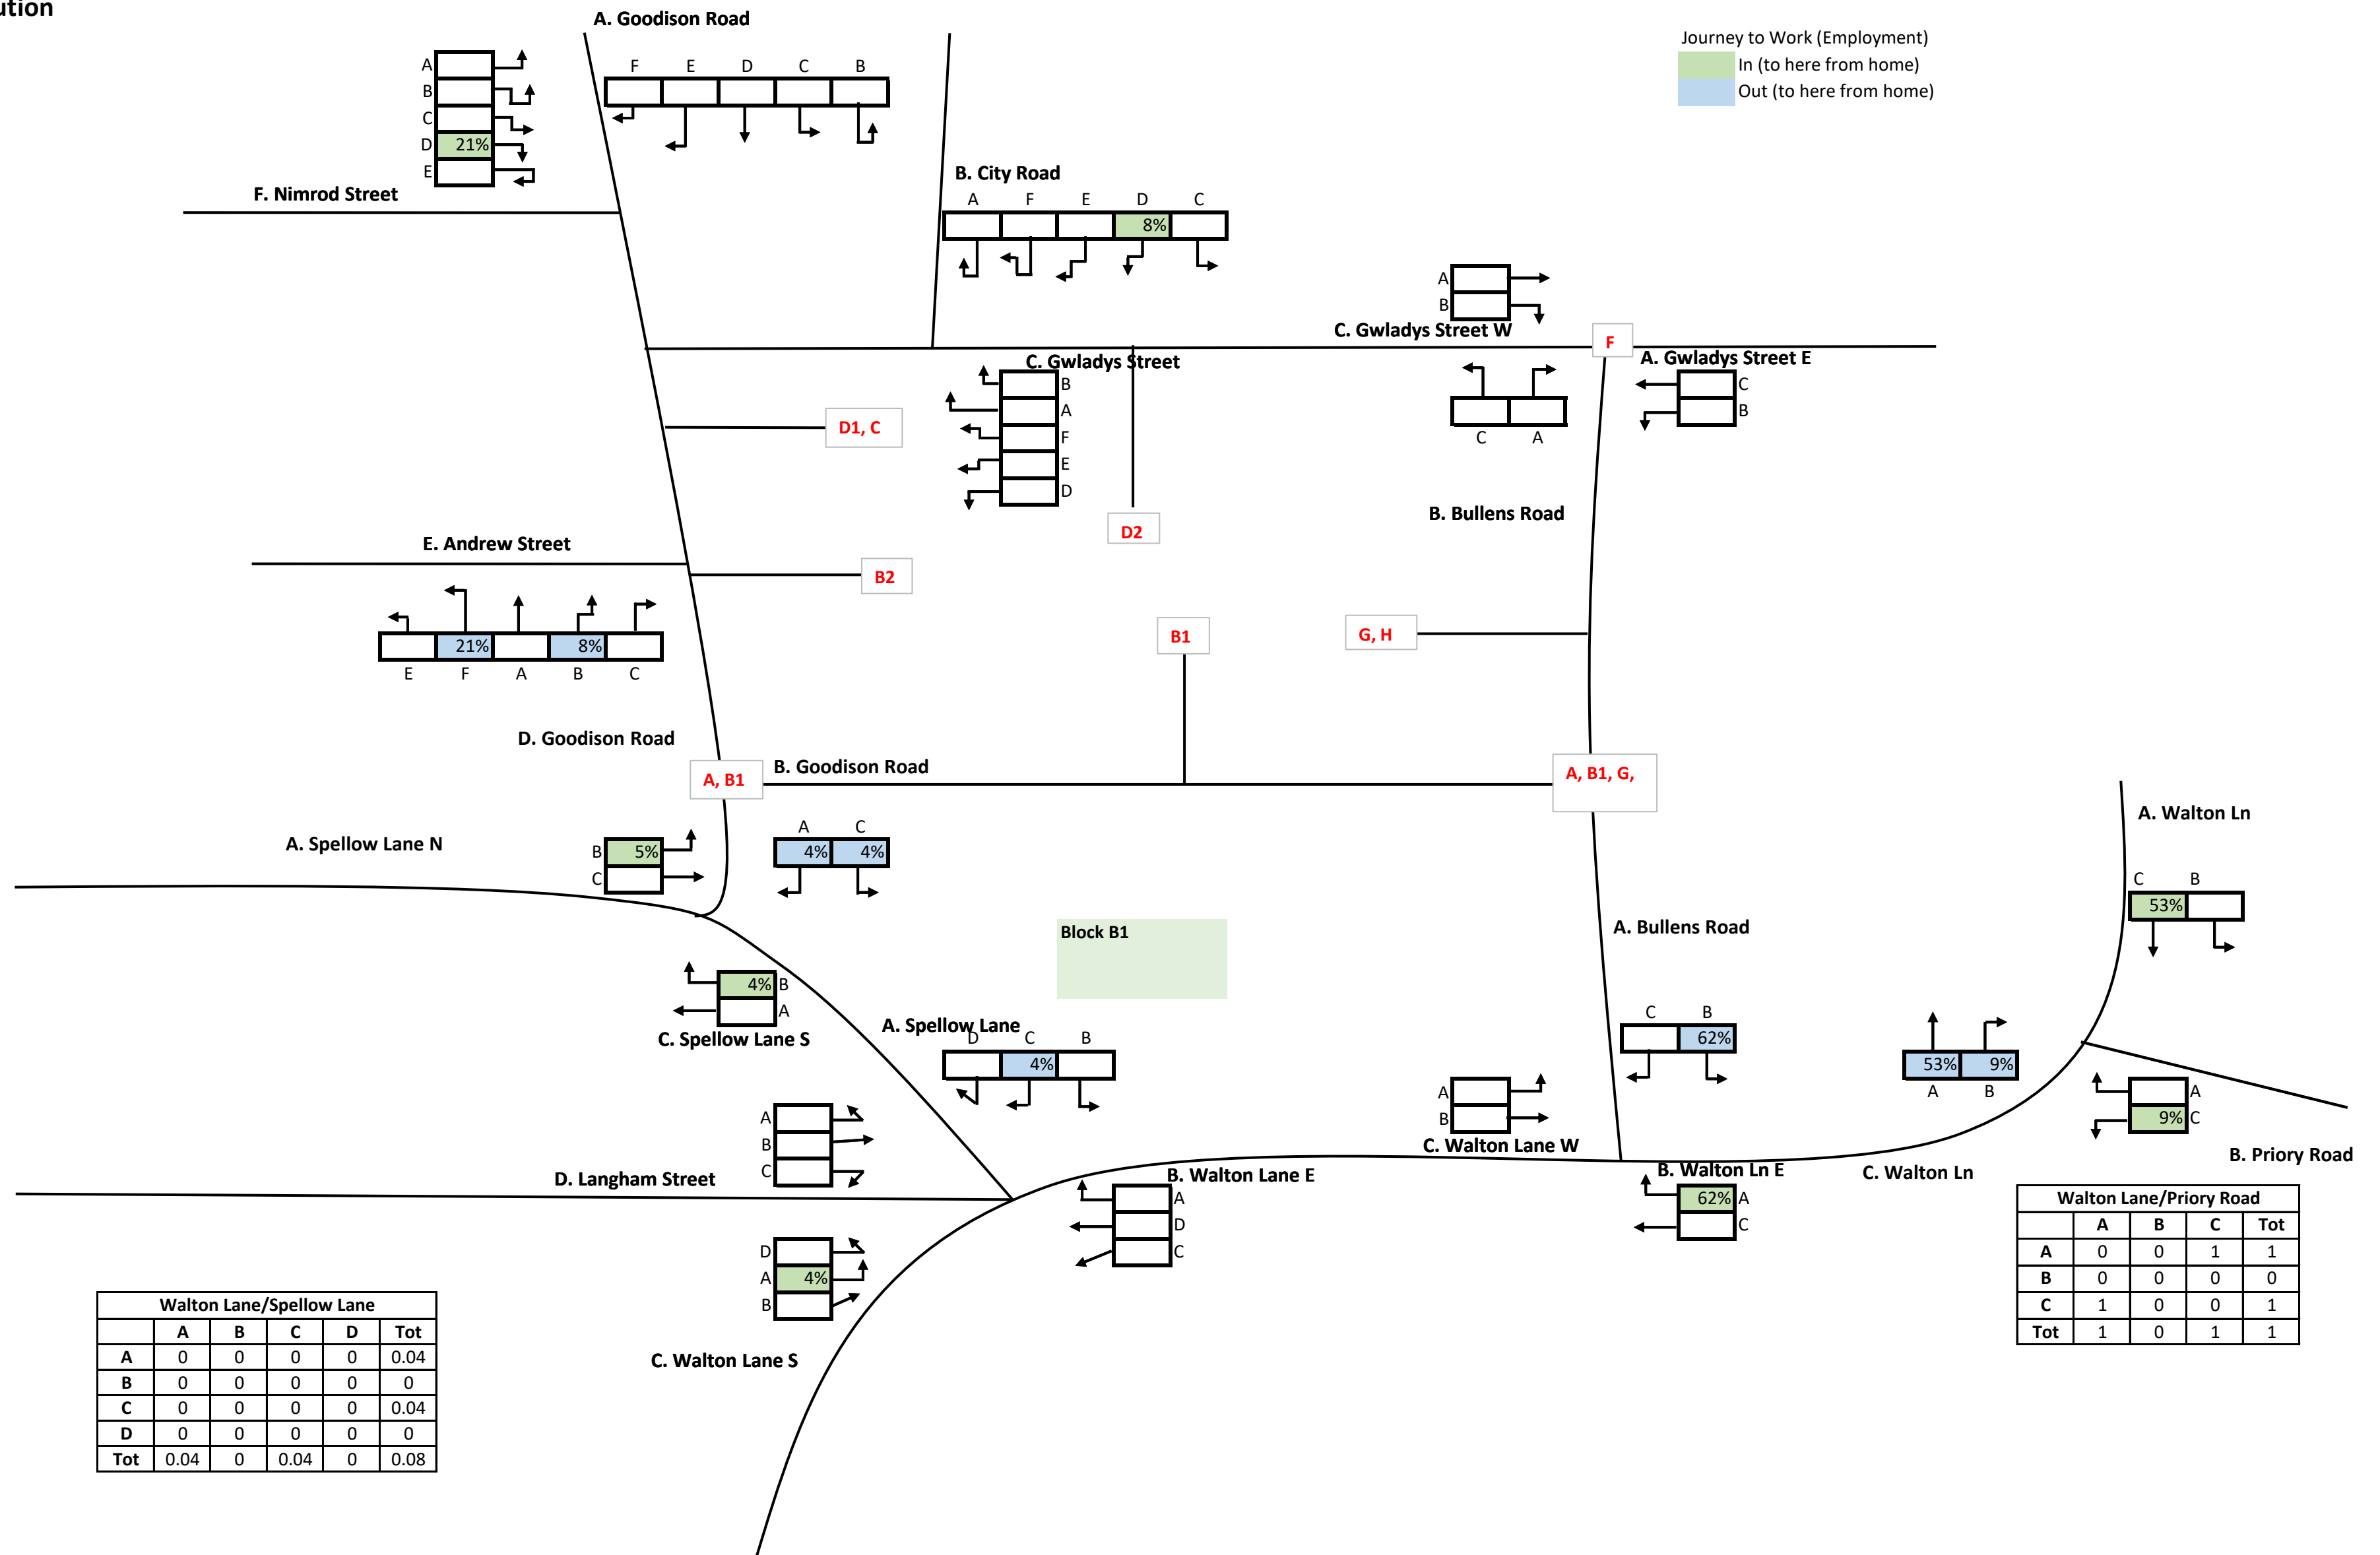 ution
A. Goodison Road
Journey to Work (Employment)
In (to here from home)
Out (to here from home)
A
B
C
D 21%
E
F E D C B
F. Nimrod Street
B. City Road
A F E D C
8%
A
B
C. Gwladys Street W
F
A. Gwladys Street E
C. Gwladys Street
B
A
F
E
D
C
B
C A
D1, C
B. Bullens Road
D2
E. Andrew Street
B2
21% 8%
E F A B C
B1
G, H
D. Goodison Road
A, B1
B. Goodison Road
A, B1, G,
A. Walton Ln
A. Spellow Lane N
B 5%
C
A C
4% 4%
C B
53%
Block B1
A. Bullens Road
4% B
A
C. Spellow Lane S
A. Spellow Lane
D C B
4%
C B
62%
53% 9%
A B
A
9% C
A
B
C. Walton Lane W
A
B
C
D. Langham Street
B. Walton Lane E
A
D
C
B. Walton Ln E
62% A
C
C. Walton Ln
B. Priory Road
Walton Lane/Priory Road
A B C Tot
A 0 0 1 1
B 0 0 0 0
C 1 0 0 1
Tot 1 0 1 1
D
A 4%
B
C. Walton Lane S
Walton Lane/Spellow Lane
A B C D Tot
A 0 0 0 0 0.04
B 0 0 0 0 0
C 0 0 0 0 0.04
D 0 0 0 0 0
Tot 0.04 0 0.04 0 0.08